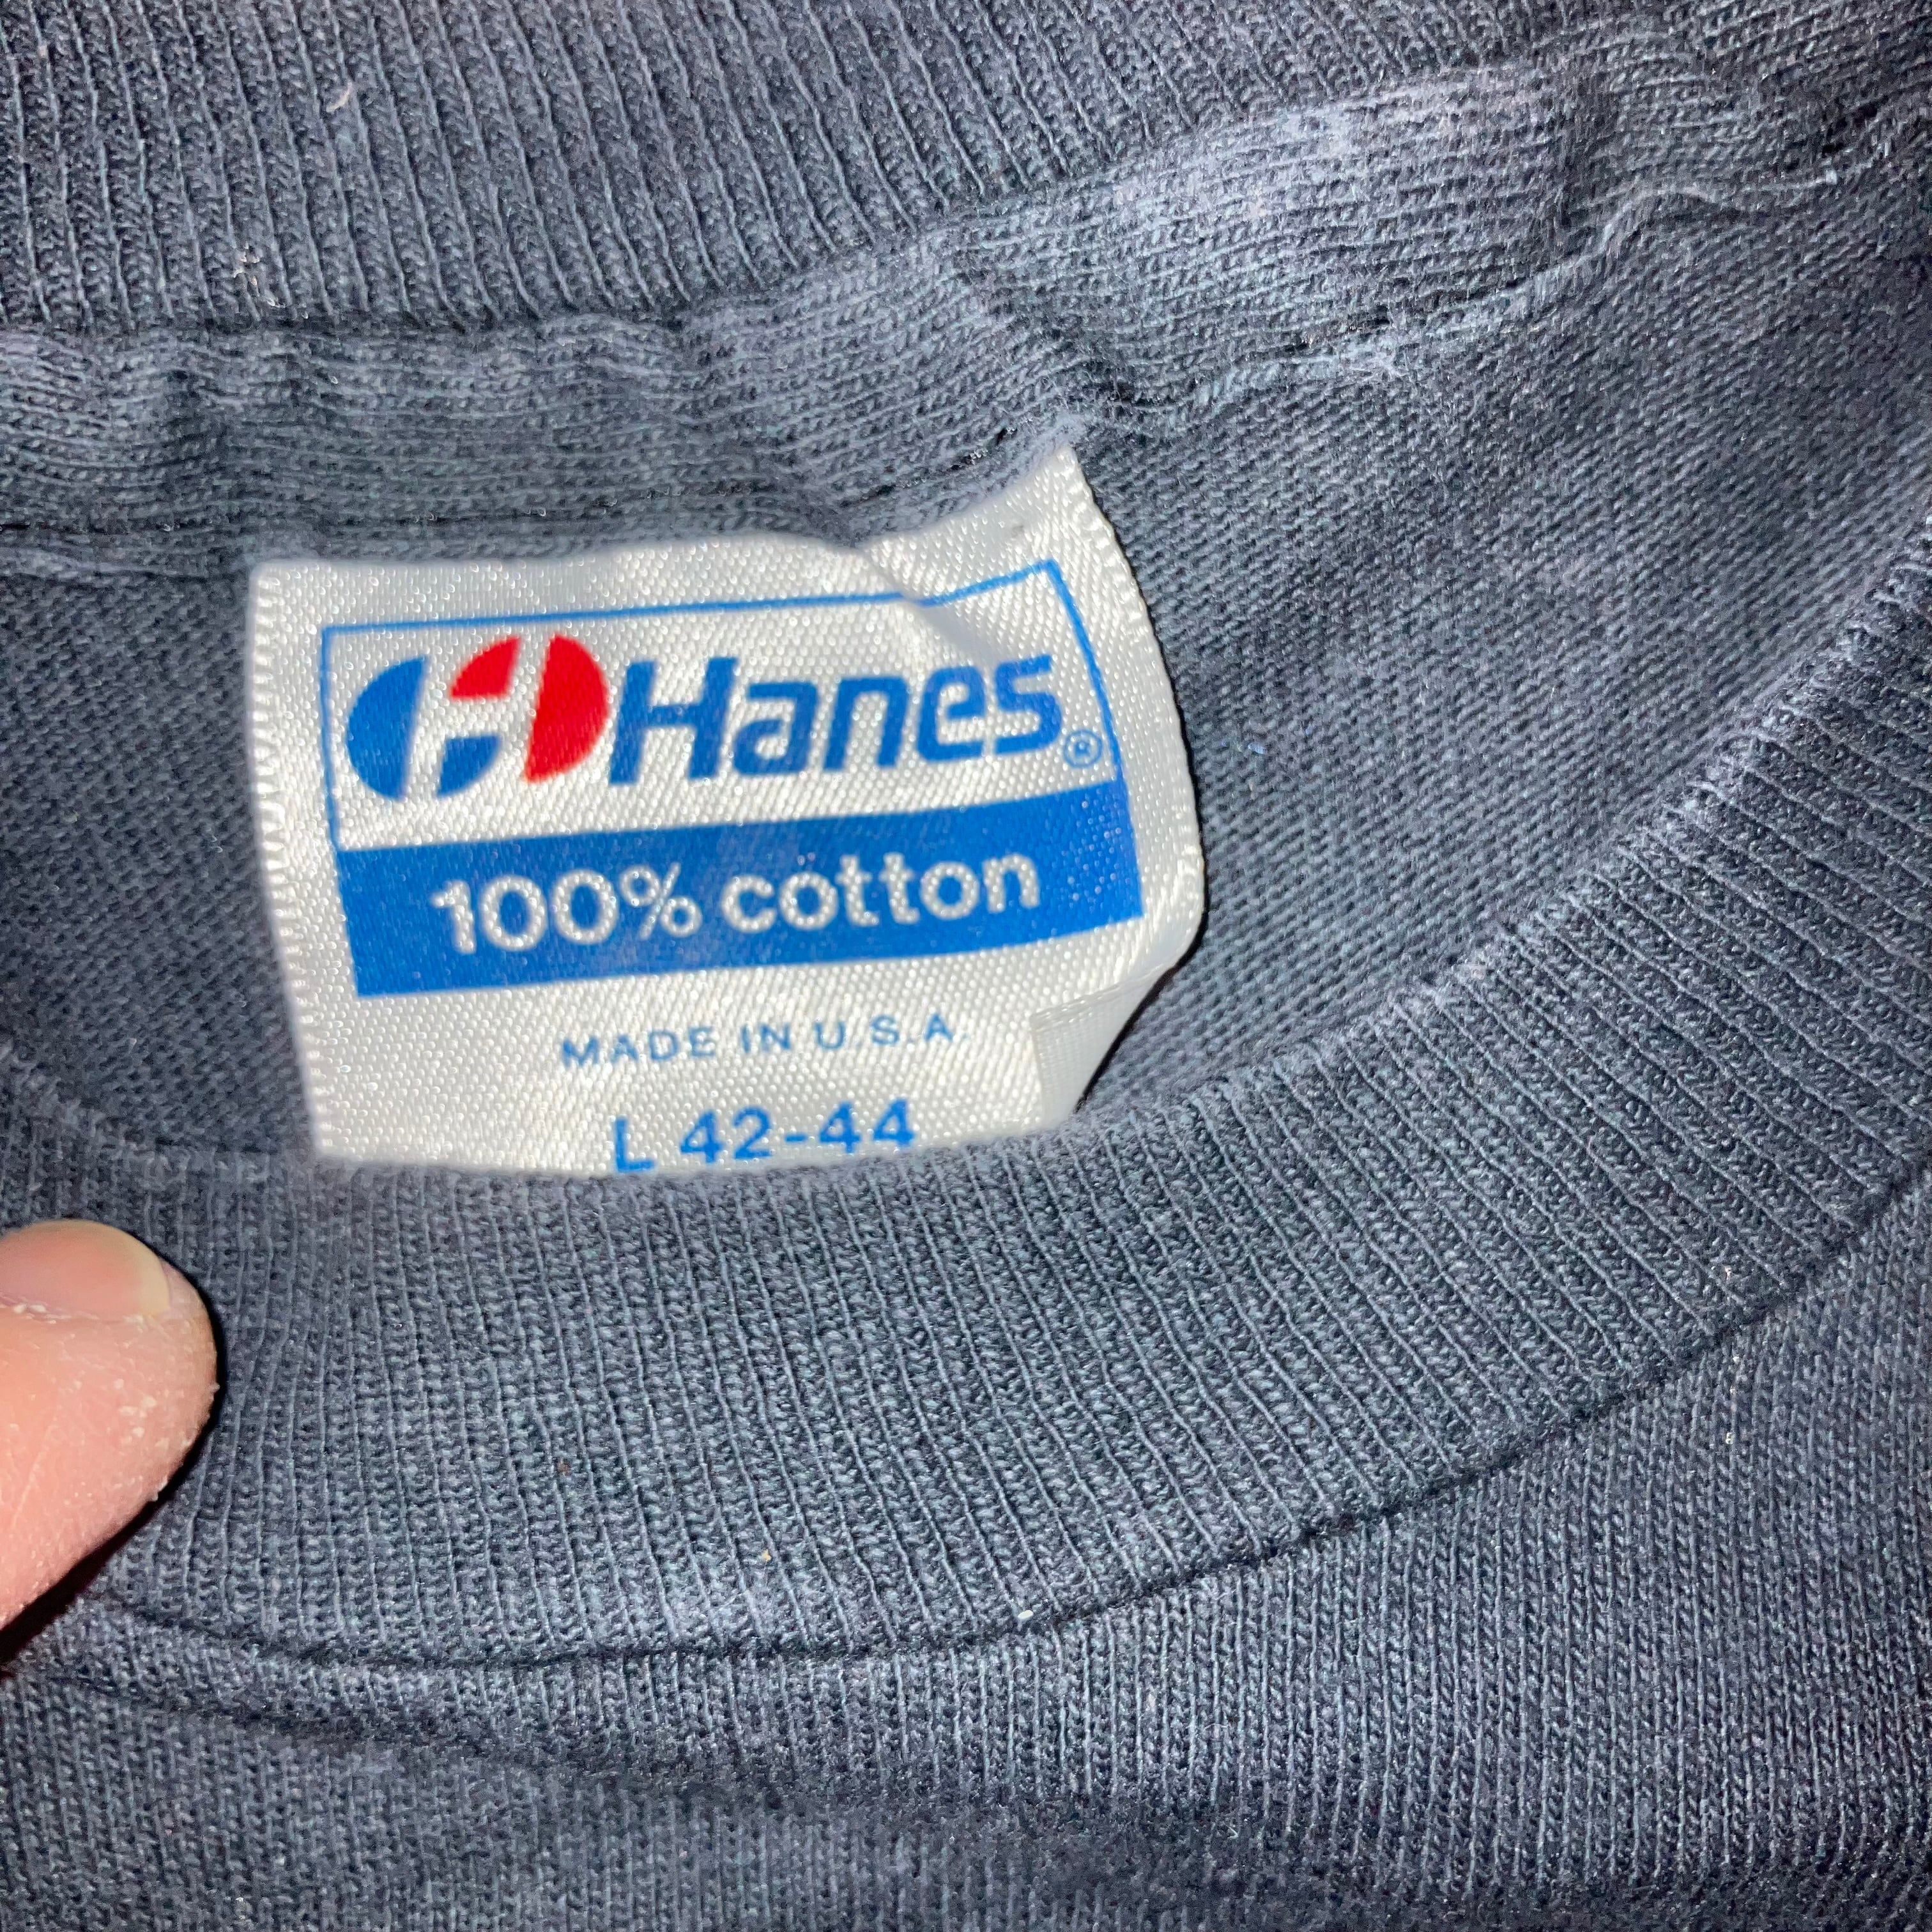 Hanes®
100% cotton
MADE IN U.S.A.
L 42-44